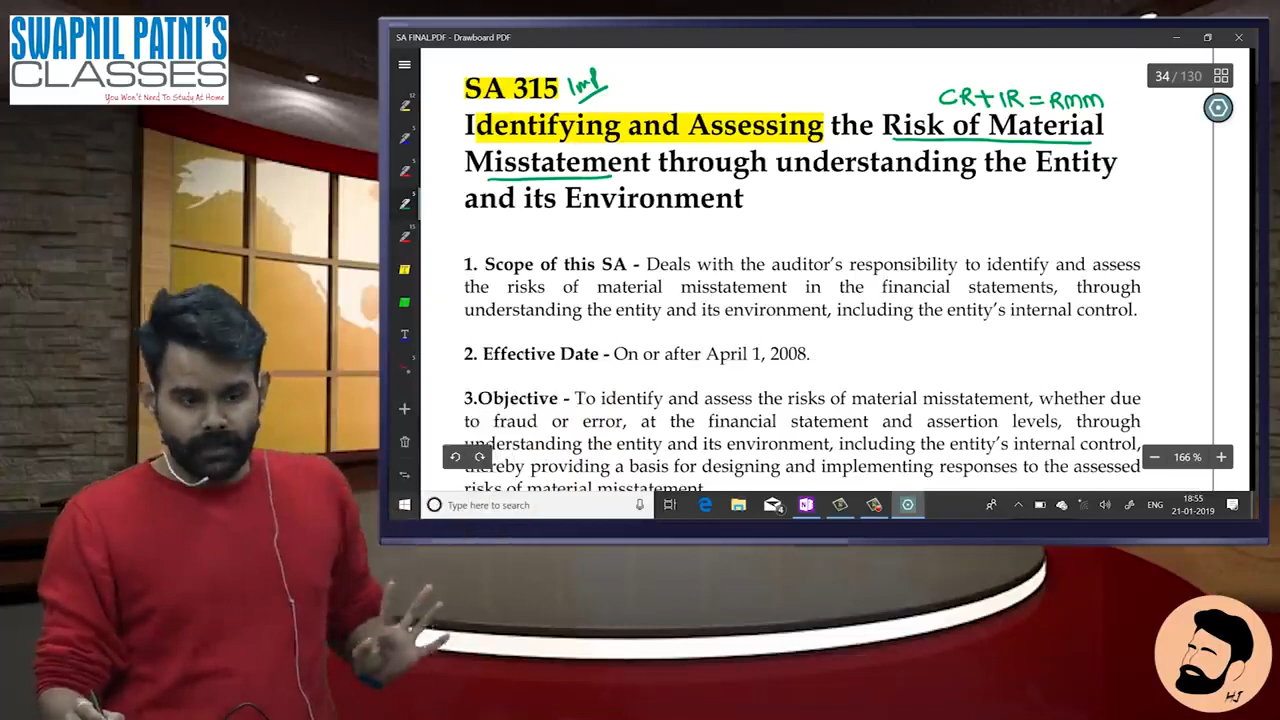 SWAPNIL PATNI'S
CLASSES
You Won't Need To Study At Home
SA FINAL.PDF - Drawboard PDF
34 / 130
SA 315 Imp
CR + IR = RMM
Identifying and Assessing the Risk of Material
Misstatement through understanding the Entity
and its Environment
1. Scope of this SA - Deals with the auditor's responsibility to identify and assess
the risks of material misstatement in the financial statements, through
understanding the entity and its environment, including the entity's internal control.
2. Effective Date - On or after April 1, 2008.
3.Objective - To identify and assess the risks of material misstatement, whether due
to fraud or error, at the financial statement and assertion levels, through
understanding the entity and its environment, including the entity's internal control,
thereby providing a basis for designing and implementing responses to the assessed
risks of material misstatement.
166 %
Type here to search
ENG
18:55
21-01-2019
HJ